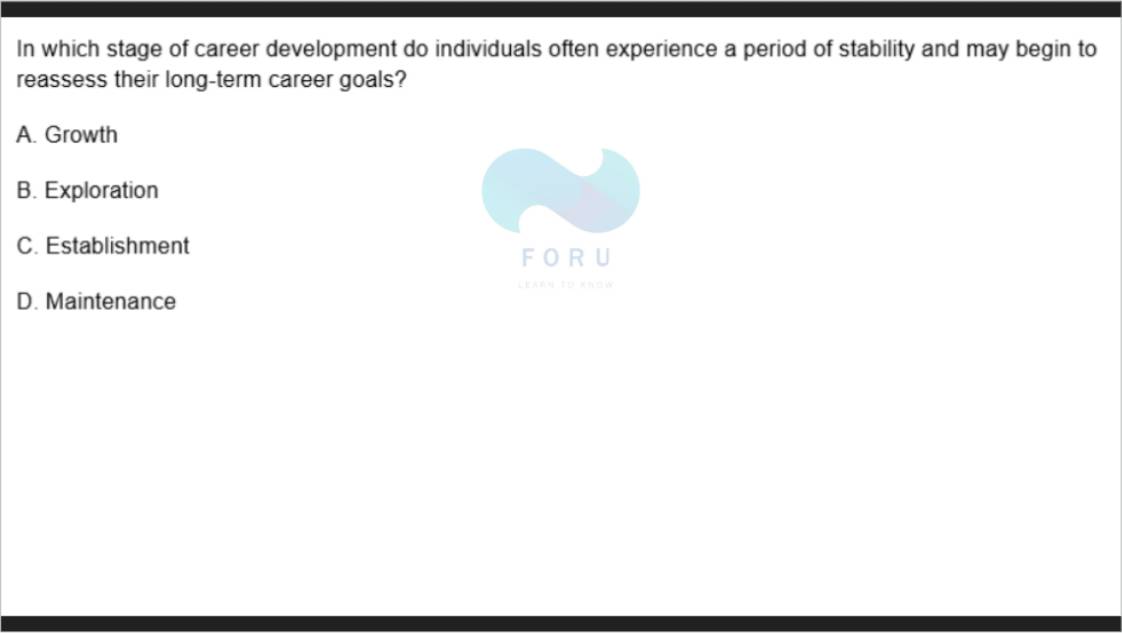 In which stage of career development do individuals often experience a period of stability and may begin to
reassess their long-term career goals?
A. Growth
B. Exploration
C. Establishment
D. Maintenance
FORU
LEARN TO KNOW